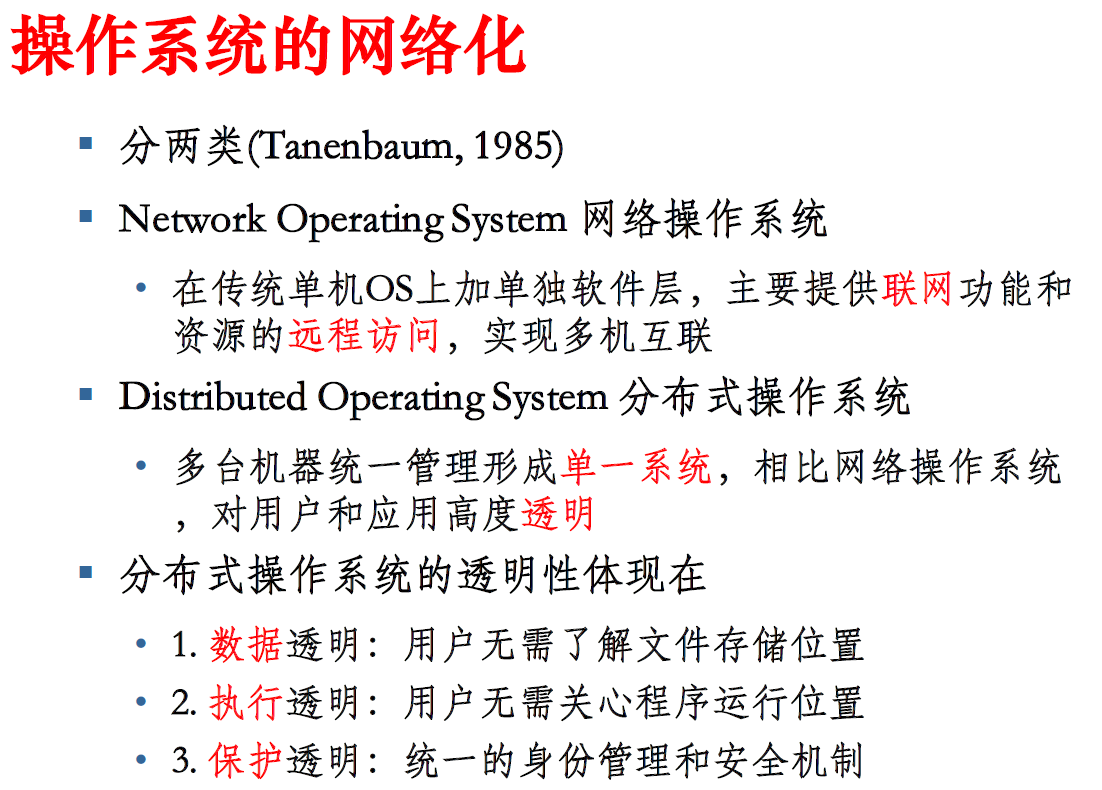 操作系统的网络化
分两类(Tanenbaum, 1985)
Network Operating System 网络操作系统
在传统单机OS上加单独软件层，主要提供联网功能和
资源的远程访问，实现多机互联
Distributed Operating System 分布式操作系统
多台机器统一管理形成单一系统，相比网络操作系统
，对用户和应用高度透明
分布式操作系统的透明性体现在
1. 数据透明：用户无需了解文件存储位置
2. 执行透明：用户无需关心程序运行位置
3. 保护透明：统一的身份管理和安全机制